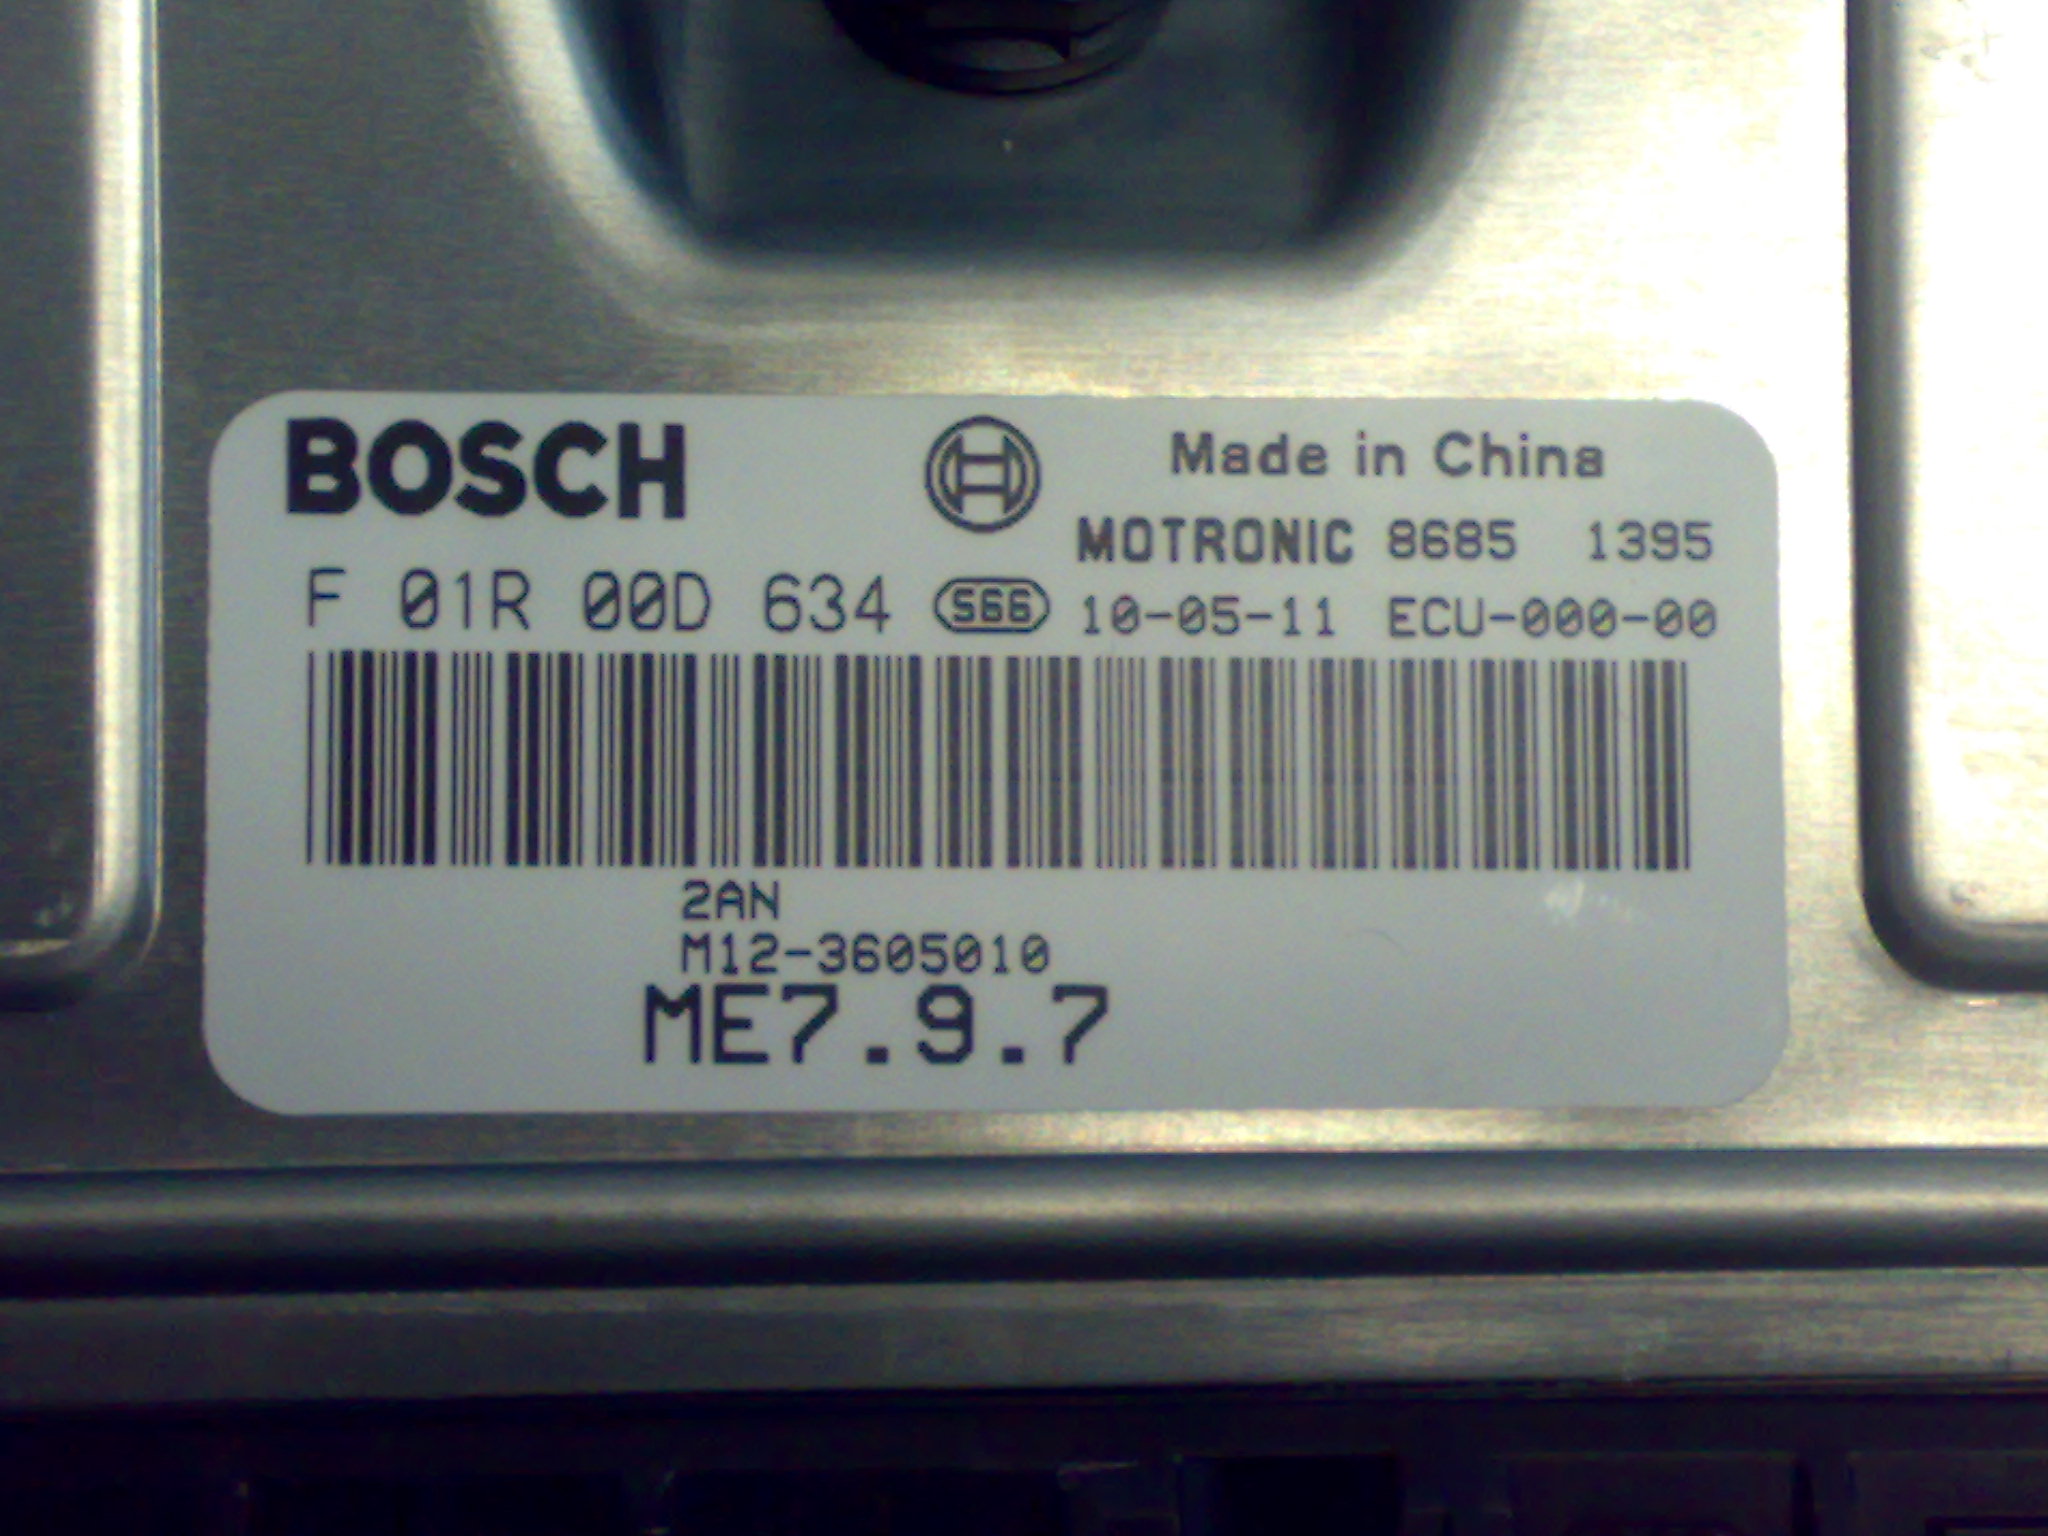 BOSCH
Made in China
MOTRONIC 8685 1395
F 01R 00D 634 S66 10-05-11 ECU-000-00
2AN
M12-3605010
ME7.9.7